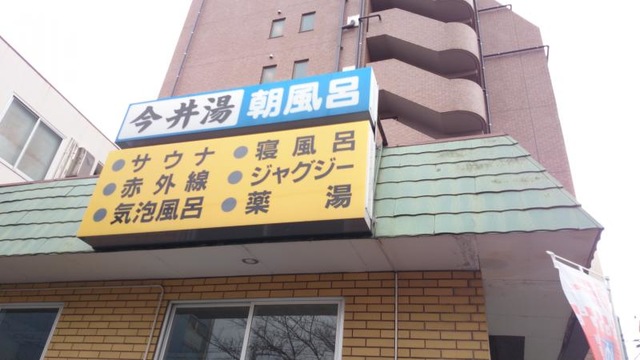 今井湯 朝風呂
●サウナ ●寝風呂
●赤外線 ●ジャグジー
●気泡風呂 ●薬湯